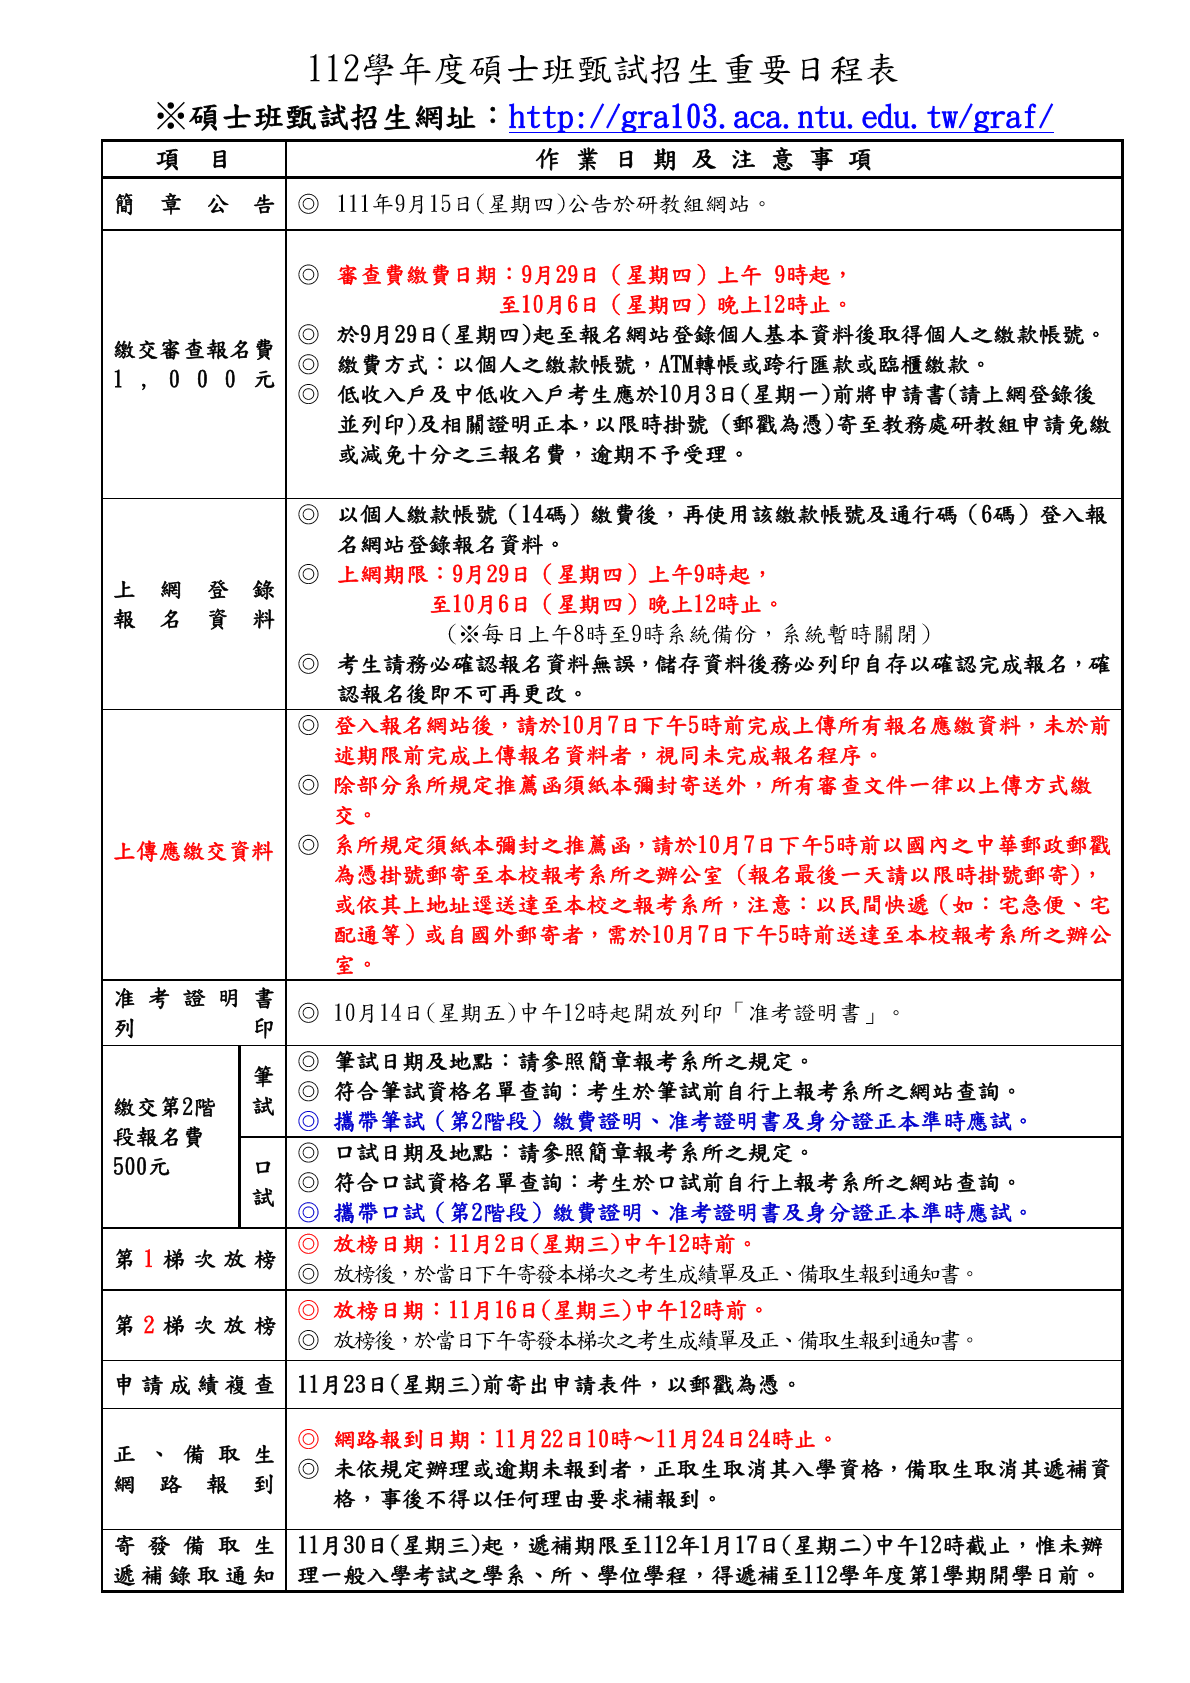 112學年度碩士班甄試招生重要日程表
※碩士班甄試招生網址：http://gra103.aca.ntu.edu.tw/graf/
項 目
作 業 日 期 及 注 意 事 項
簡章公告
◎ 111年9月15日(星期四)公告於研教組網站。
繳交審查報名費
1,000元
◎ 審查費繳費日期：9月29日（星期四）上午 9時起，
至10月6日（星期四）晚上12時止。
◎ 於9月29日(星期四)起至報名網站登錄個人基本資料後取得個人之繳款帳號。
◎ 繳費方式：以個人之繳款帳號，ATM轉帳或跨行匯款或臨櫃繳款。
◎ 低收入戶及中低收入戶考生應於10月3日(星期一)前將申請書(請上網登錄後
並列印)及相關證明正本，以限時掛號 (郵戳為憑)寄至教務處研教組申請免繳
或減免十分之三報名費，逾期不予受理。
上網登錄
報名資料
◎ 以個人繳款帳號（14碼）繳費後，再使用該繳款帳號及通行碼（6碼）登入報
名網站登錄報名資料。
◎ 上網期限：9月29日（星期四）上午9時起，
至10月6日（星期四）晚上12時止。
（※每日上午8時至9時系統備份，系統暫時關閉）
◎ 考生請務必確認報名資料無誤，儲存資料後務必列印自存以確認完成報名，確
認報名後即不可再更改。
上傳應繳交資料
◎ 登入報名網站後，請於10月7日下午5時前完成上傳所有報名應繳資料，未於前
述期限前完成上傳報名資料者，視同未完成報名程序。
◎ 除部分系所規定推薦函須紙本彌封寄送外，所有審查文件一律以上傳方式繳
交。
◎ 系所規定須紙本彌封之推薦函，請於10月7日下午5時前以國內之中華郵政郵戳
為憑掛號郵寄至本校報考系所之辦公室（報名最後一天請以限時掛號郵寄），
或依其上地址逕送達至本校之報考系所，注意：以民間快遞（如：宅急便、宅
配通等）或自國外郵寄者，需於10月7日下午5時前送達至本校報考系所之辦公
室。
准考證明書
列印
◎ 10月14日(星期五)中午12時起開放列印「准考證明書」。
繳交第2階
段報名費
500元
筆
試
◎ 筆試日期及地點：請參照簡章報考系所之規定。
◎ 符合筆試資格名單查詢：考生於筆試前自行上報考系所之網站查詢。
◎ 攜帶筆試（第2階段）繳費證明、准考證明書及身分證正本準時應試。
口
試
◎ 口試日期及地點：請參照簡章報考系所之規定。
◎ 符合口試資格名單查詢：考生於口試前自行上報考系所之網站查詢。
◎ 攜帶口試（第2階段）繳費證明、准考證明書及身分證正本準時應試。
第1梯次放榜
◎ 放榜日期：11月2日(星期三)中午12時前。
◎ 放榜後，於當日下午寄發本梯次之考生成績單及正、備取生報到通知書。
第2梯次放榜
◎ 放榜日期：11月16日(星期三)中午12時前。
◎ 放榜後，於當日下午寄發本梯次之考生成績單及正、備取生報到通知書。
申請成績複查
11月23日(星期三)前寄出申請表件，以郵戳為憑。
正、備取生
網路報到
◎ 網路報到日期：11月22日10時～11月24日24時止。
◎ 未依規定辦理或逾期未報到者，正取生取消其入學資格，備取生取消其遞補資
格，事後不得以任何理由要求補報到。
寄發備取生
遞補錄取通知
11月30日(星期三)起，遞補期限至112年1月17日(星期二)中午12時截止，惟未辦
理一般入學考試之學系、所、學位學程，得遞補至112學年度第1學期開學日前。